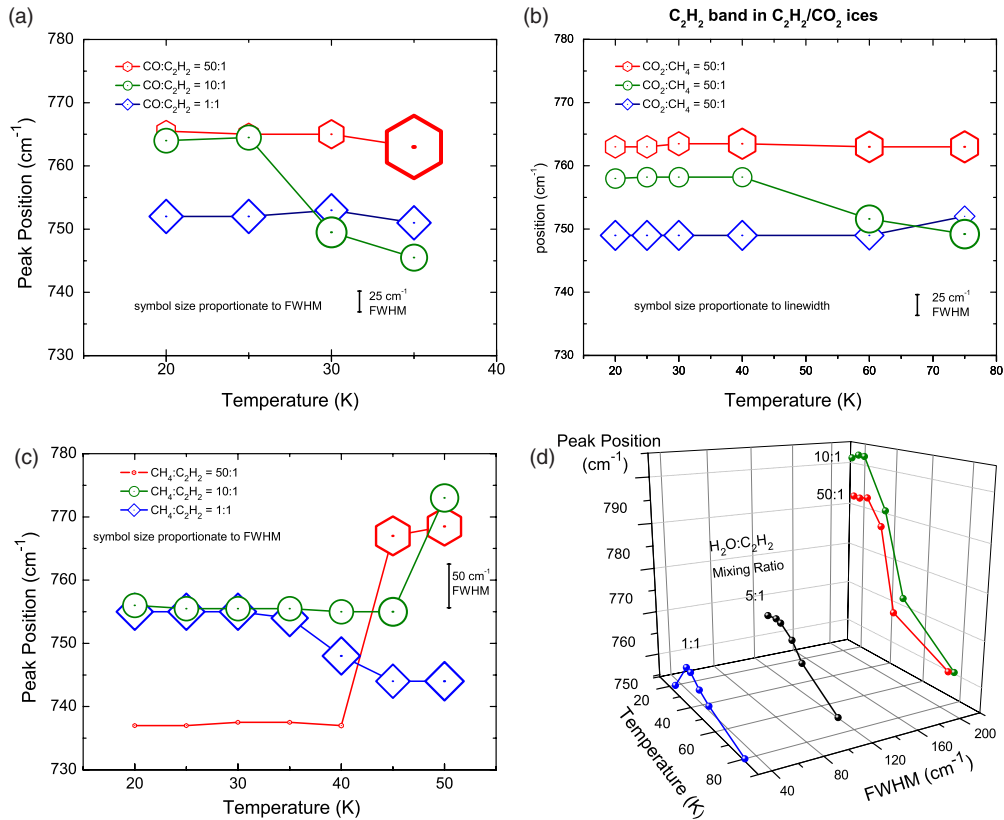 (a)
780
770
760
750
740
730
Peak Position (cm⁻¹)
CO:C₂H₂ = 50:1
CO:C₂H₂ = 10:1
CO:C₂H₂ = 1:1
symbol size proportionate to FWHM
25 cm⁻¹
FWHM
20
30
40
Temperature (K)
(b)
C₂H₂ band in C₂H₂/CO₂ ices
780
770
760
750
740
730
position (cm⁻¹)
CO₂:CH₄ = 50:1
CO₂:CH₄ = 50:1
CO₂:CH₄ = 50:1
symbol size proportionate to linewidth
25 cm⁻¹
FWHM
20
30
40
50
60
70
80
Temperature (K)
(c)
780
770
760
755
740
730
Peak Position (cm⁻¹)
CH₄:C₂H₂ = 50:1
CH₄:C₂H₂ = 10:1
CH₄:C₂H₂ = 1:1
symbol size proportionate to FWHM
50 cm⁻¹
FWHM
20
25
30
35
40
45
50
Temperature (K)
(d)
Peak Position
(cm⁻¹)
790
780
770
760
750
10:1
50:1
H₂O:C₂H₂
Mixing Ratio
5:1
1:1
20
40
60
80
Temperature (K)
40
80
120
160
200
FWHM (cm⁻¹)